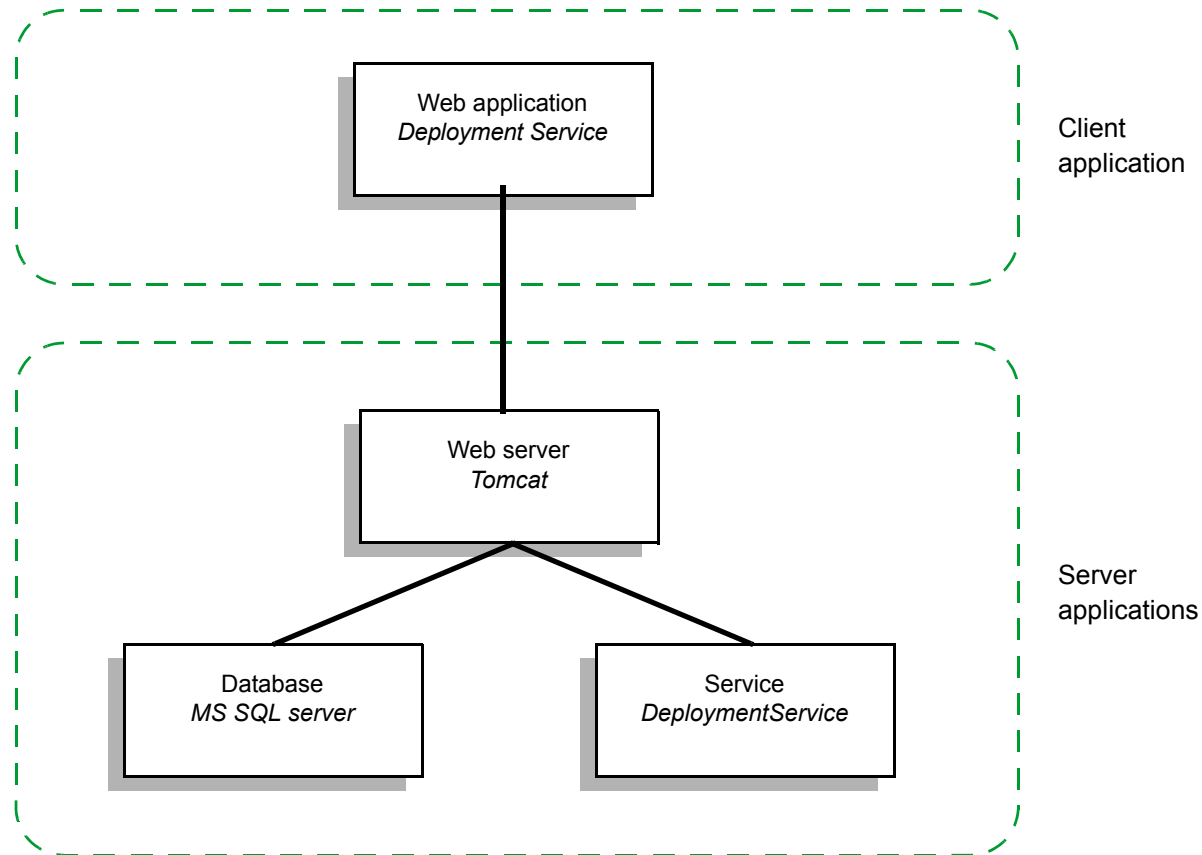 Web application
Deployment Service
Client
application
Web server
Tomcat
Server
applications
Database
MS SQL server
Service
DeploymentService